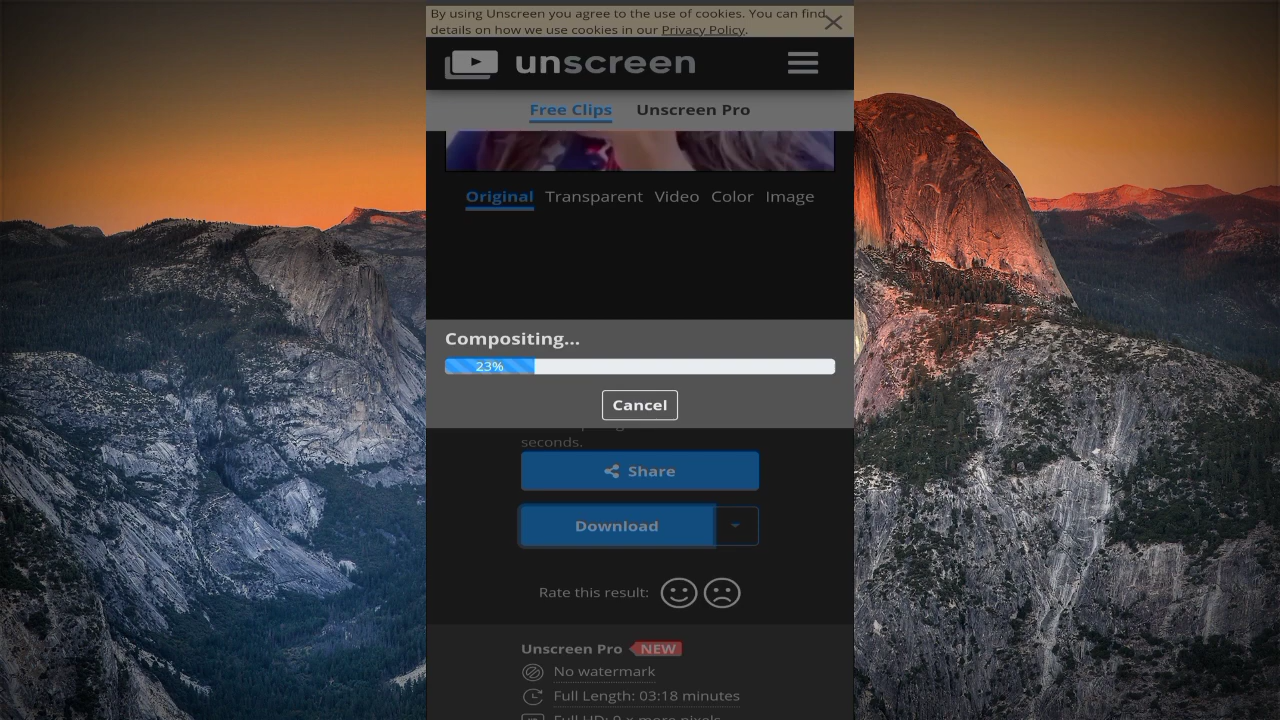 By using Unscreen you agree to the use of cookies. You can find
details on how we use cookies in our Privacy Policy.
unscreen
Free Clips Unscreen Pro
Original Transparent Video Color Image
Compositing...
23%
Cancel
seconds.
Share
Download
Rate this result:
Unscreen Pro NEW
No watermark
Full Length: 03:18 minutes